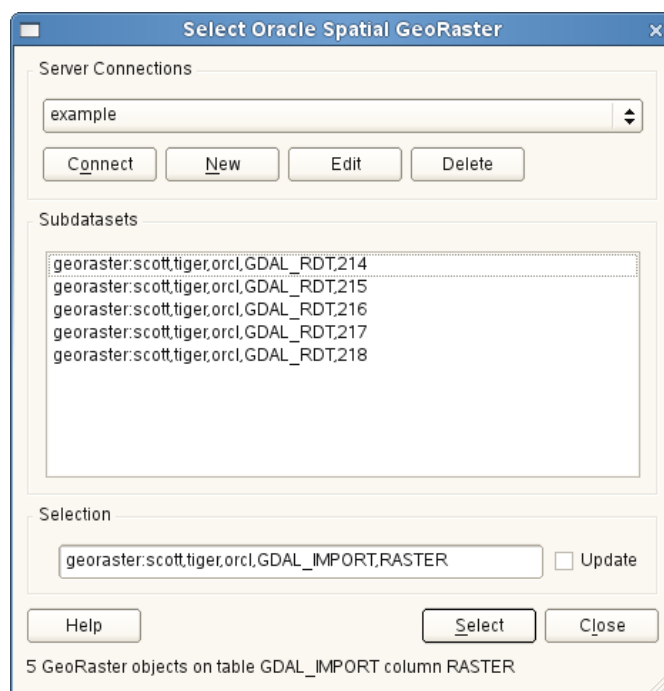 Select Oracle Spatial GeoRaster
Server Connections
example
Connect New Edit Delete
Subdatasets
georaster:scott,tiger,orcl,GDAL_RDT,214
georaster:scott,tiger,orcl,GDAL_RDT,215
georaster:scott,tiger,orcl,GDAL_RDT,216
georaster:scott,tiger,orcl,GDAL_RDT,217
georaster:scott,tiger,orcl,GDAL_RDT,218
Selection
georaster:scott,tiger,orcl,GDAL_IMPORT,RASTER Update
Help Select Close
5 GeoRaster objects on table GDAL_IMPORT column RASTER